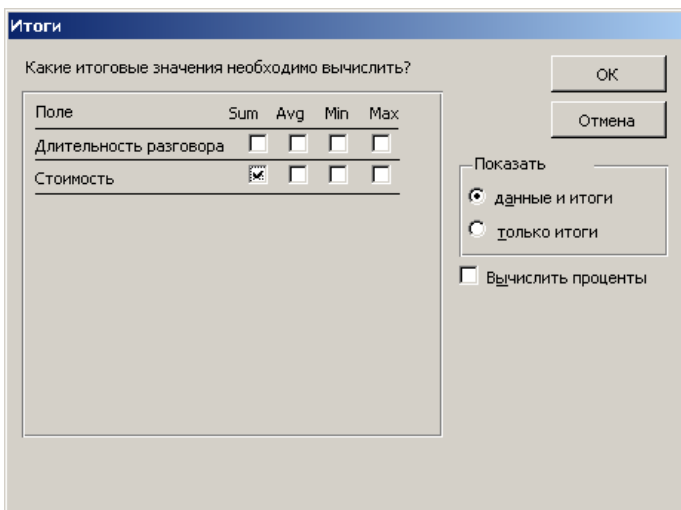 Итоги
Какие итоговые значения необходимо вычислить?
ОК
Отмена
Поле Sum Avg Min Max
Длительность разговора
Стоимость
Показать
данные и итоги
только итоги
Вычислить проценты